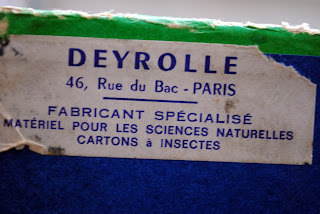 DEYROLLE
46, Rue du Bac - PARIS
FABRICANT SPÉCIALISÉ
MATÉRIEL POUR LES SCIENCES NATURELLES
CARTONS à INSECTES